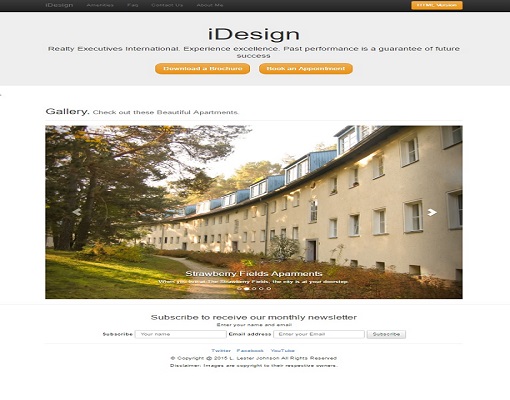 iDesign Amenities Faq Contact Us About Me HTML Version
iDesign
Realty Executives International. Experience excellence. Past performance is a guarantee of future
success
Download a Brochure Book an Appointment
Gallery. Check out these Beautiful Apartments.
Strawberry Fields Aparments
When you live at The Strawberry Fields, the city is at your doorstep
Subscribe to receive our monthly newsletter
Enter your name and email
Subscribe Your name Email address Enter your Email Subscribe
Twitter Facebook YouTube
© Copyright @ 2015 L. Lester Johnson All Rights Reserved
Disclaimer: Images are copyright to their respective owners.